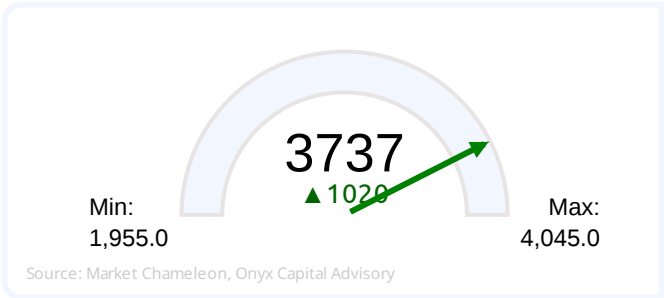 3737
▲1020
Min:
1,955.0
Max:
4,045.0
Source: Market Chameleon, Onyx Capital Advisory